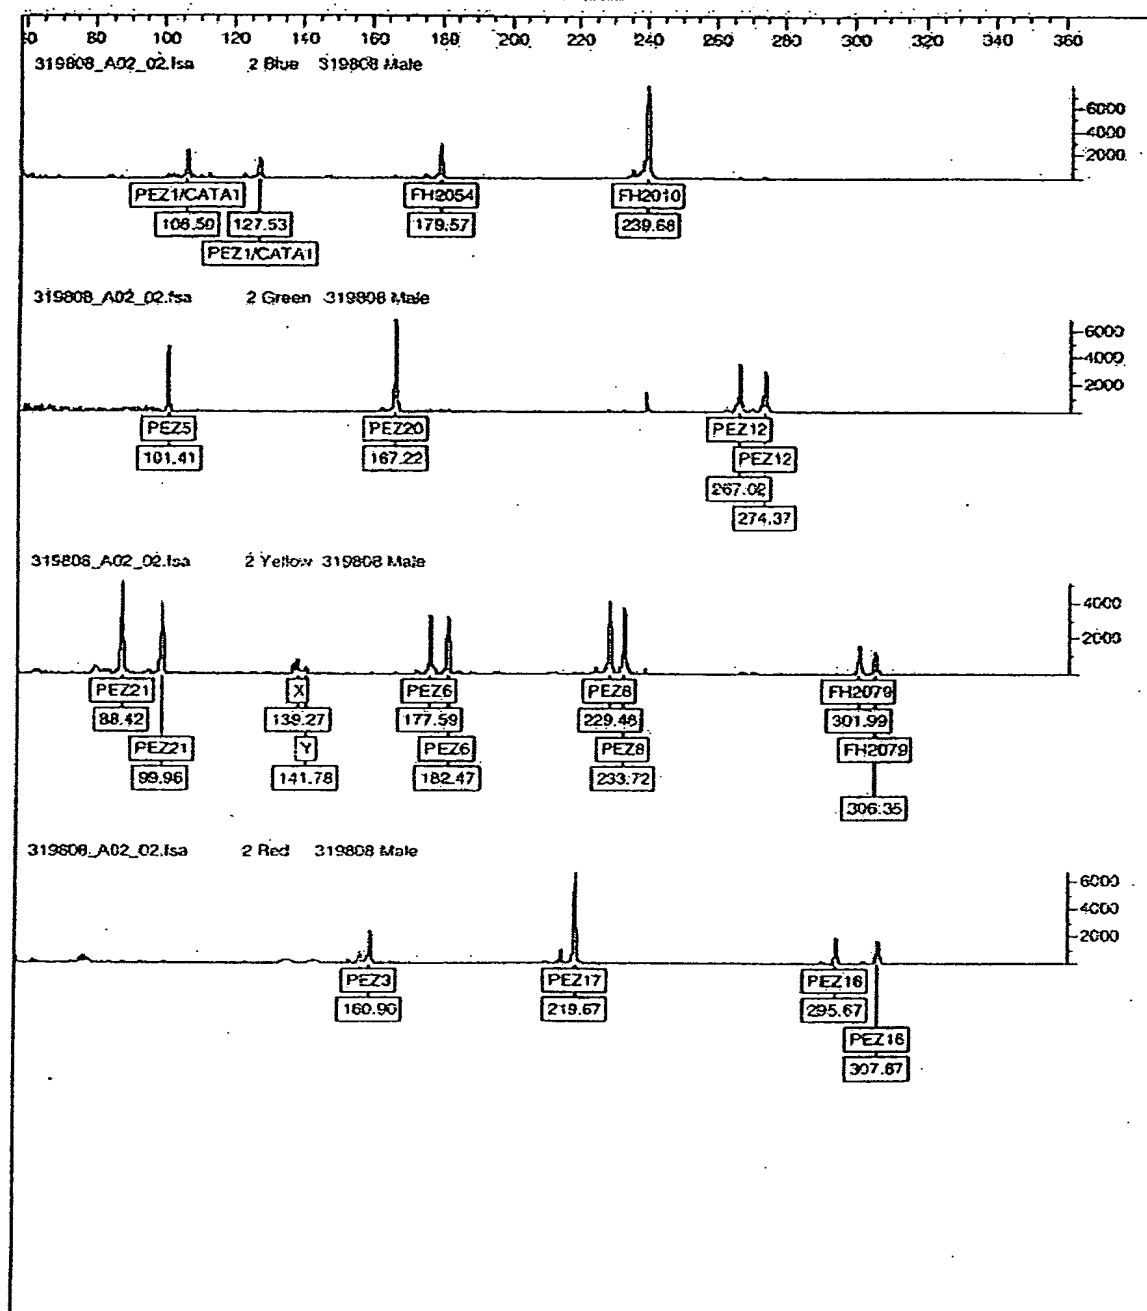 80 100 120 140 160 180 200 220 240 260 280 300 320 340 360
319808_A02_02.fsa 2 Blue 319808 Male
6000
4000
2000
PEZ1/CATA1 FH2054 FH2010
106.50 127.53 179.57 239.68
PEZ1/CATA1
319808_A02_02.fsa 2 Green 319808 Male
6000
4000
2000
PEZ5 PEZ20 PEZ12
101.41 167.22 PEZ12
267.02
274.37
319808_A02_02.fsa 2 Yellow 319808 Male
4000
2000
PEZ21 X PEZ6 PEZ8 FH2079
88.42 139.27 177.59 229.48 301.99
PEZ21 Y PEZ6 PEZ8 FH2079
99.96 141.78 182.47 233.72
306.35
319808_A02_02.fsa 2 Red 319808 Male
6000
4000
2000
PEZ3 PEZ17 PEZ16
160.90 219.67 295.67
PEZ16
307.87